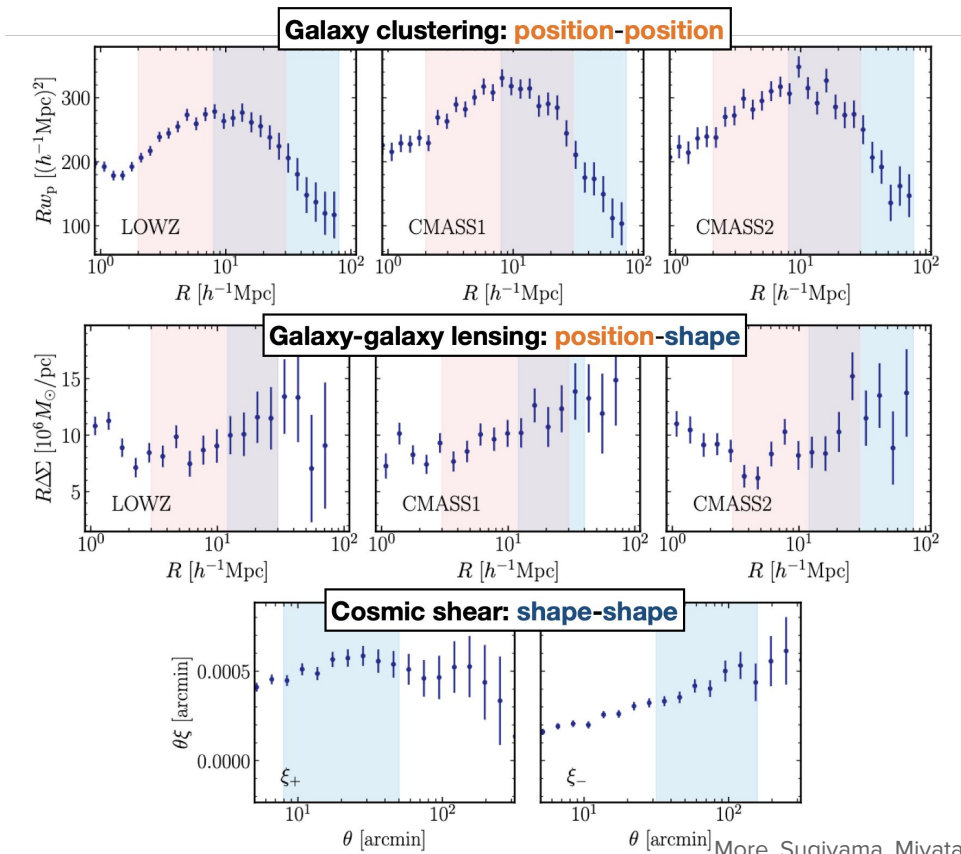 Galaxy clustering: position-position
300
200
100
Rwₚ [(h⁻¹Mpc)²]
LOWZ
CMASS1
CMASS2
10⁰ 10¹ 10² 10⁰ 10¹ 10² 10⁰ 10¹ 10²
R [h⁻¹Mpc] R [h⁻¹Mpc] R [h⁻¹Mpc]
Galaxy-galaxy lensing: position-shape
15
10
5
RΔΣ [10⁶M⊙/pc]
LOWZ
CMASS1
CMASS2
10⁰ 10¹ 10² 10⁰ 10¹ 10² 10⁰ 10¹ 10²
R [h⁻¹Mpc] R [h⁻¹Mpc] R [h⁻¹Mpc]
Cosmic shear: shape-shape
0.0005
0.0000
θξ [arcmin]
ξ₊
ξ₋
10¹ 10² 10¹ 10²
θ [arcmin] θ [arcmin]
More, Sugiyama, Miyata